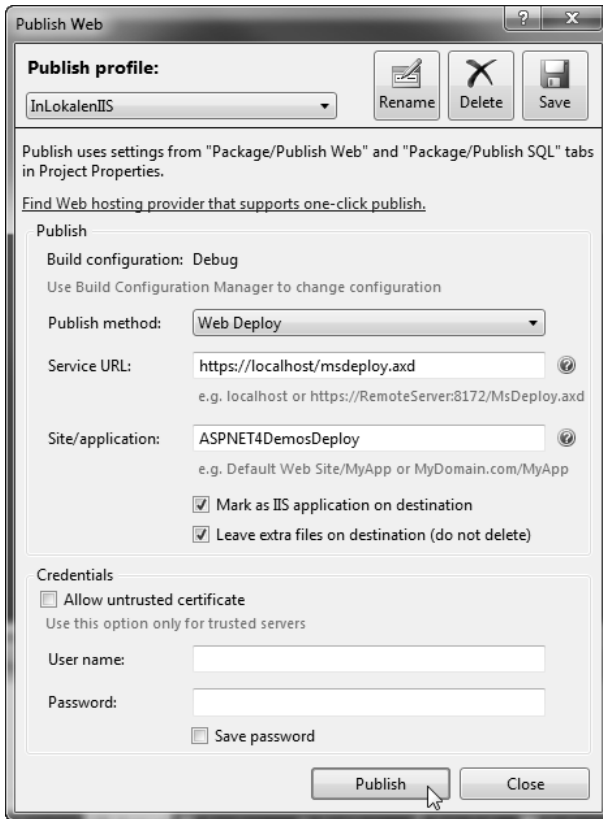 Publish Web
? X
Publish profile:
InLokalenIIS
Rename Delete Save
Publish uses settings from "Package/Publish Web" and "Package/Publish SQL" tabs
in Project Properties.
Find Web hosting provider that supports one-click publish.
Publish
Build configuration: Debug
Use Build Configuration Manager to change configuration
Publish method: Web Deploy
Service URL: https://localhost/msdeploy.axd
e.g. localhost or https://RemoteServer:8172/MsDeploy.axd
Site/application: ASPNET4DemosDeploy
e.g. Default Web Site/MyApp or MyDomain.com/MyApp
Mark as IIS application on destination
Leave extra files on destination (do not delete)
Credentials
Allow untrusted certificate
Use this option only for trusted servers
User name:
Password:
Save password
Publish Close